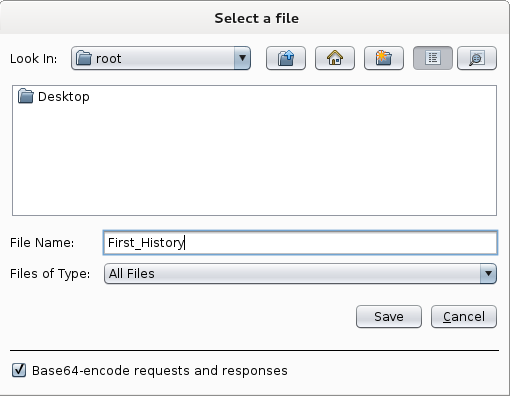 Select a file
Look In: root
Desktop
File Name: First_History
Files of Type: All Files
Save Cancel
Base64-encode requests and responses